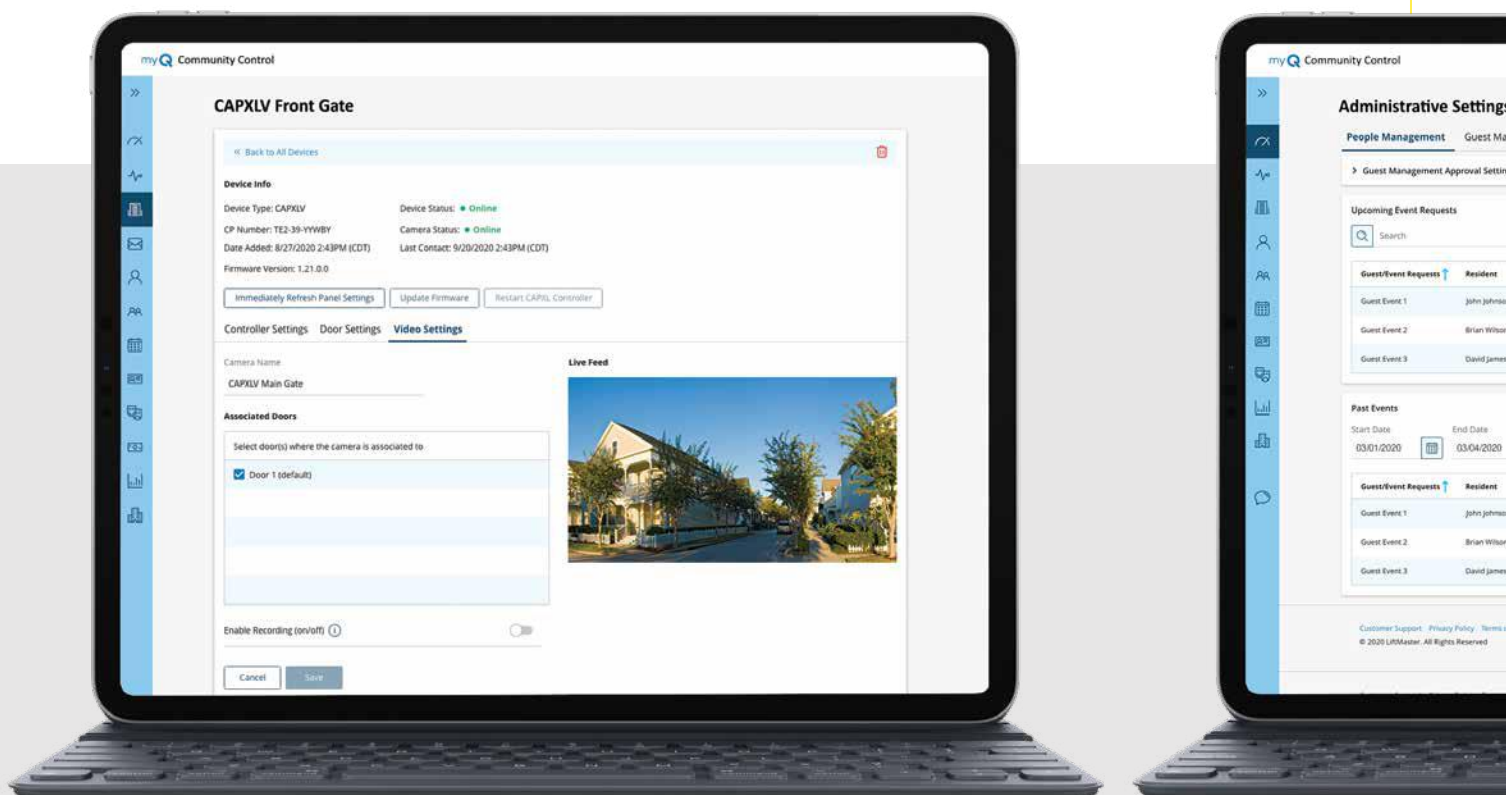 myQ Community Control
CAPXLV Front Gate
« Back to All Devices
Device Info
Device Type: CAPXLV
Device Status: • Online
CP Number: TE2-39-YYWBY
Camera Status: • Online
Date Added: 8/27/2020 2:43PM (CDT)
Last Contact: 9/20/2020 2:43PM (CDT)
Firmware Version: 1.21.0.0
Immediately Refresh Panel Settings
Update Firmware
Restart CAPXL Controller
Controller Settings
Door Settings
Video Settings
Camera Name
Live Feed
CAPXLV Main Gate
Associated Doors
Select door(s) where the camera is associated to
Door 1 (default)
Enable Recording (on/off)
Cancel
Save
myQ Community Control
Administrative Settings
People Management
Guest Ma
> Guest Management Approval Settin
Upcoming Event Requests
Search
Guest/Event Requests
Resident
Guest Event 1
John Johnso
Guest Event 2
Brian Wilson
Guest Event 3
David James
Past Events
Start Date
End Date
03/01/2020
03/04/2020
Guest/Event Requests
Resident
Guest Event 1
John Johnso
Guest Event 2
Brian Wilson
Guest Event 3
David James
Customer Support
Privacy Policy
Terms
© 2020 LiftMaster. All Rights Reserved